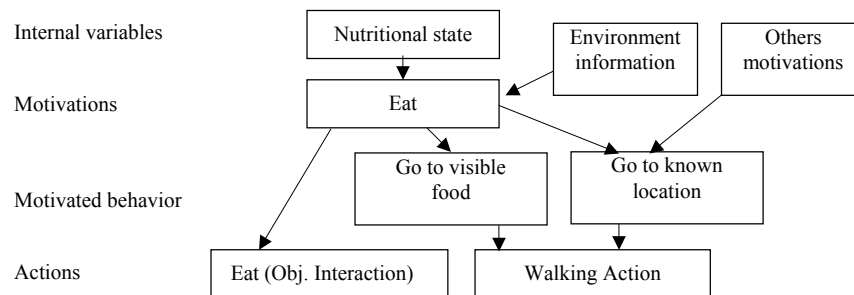 Internal variables
Nutritional state
Environment
information
Others
motivations
Motivations
Eat
Motivated behavior
Go to visible
food
Go to known
location
Actions
Eat (Obj. Interaction)
Walking Action